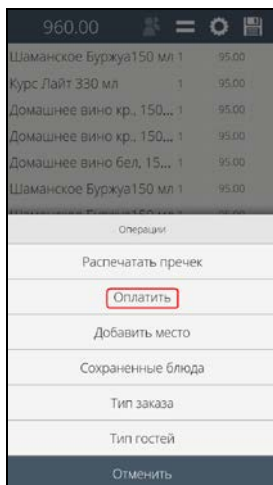 960.00
Шаманское Буржуа150 мл 1 95.00
Курс Лайт 330 мл 1 95.00
Домашнее вино кр., 150... 1 95.00
Домашнее вино кр., 150... 1 95.00
Домашнее вино бел, 15... 1 95.00
Шаманское Буржуа150 мл 1 95.00
Операции
Распечатать пречек
Оплатить
Добавить место
Сохраненные блюда
Тип заказа
Тип гостей
Отменить